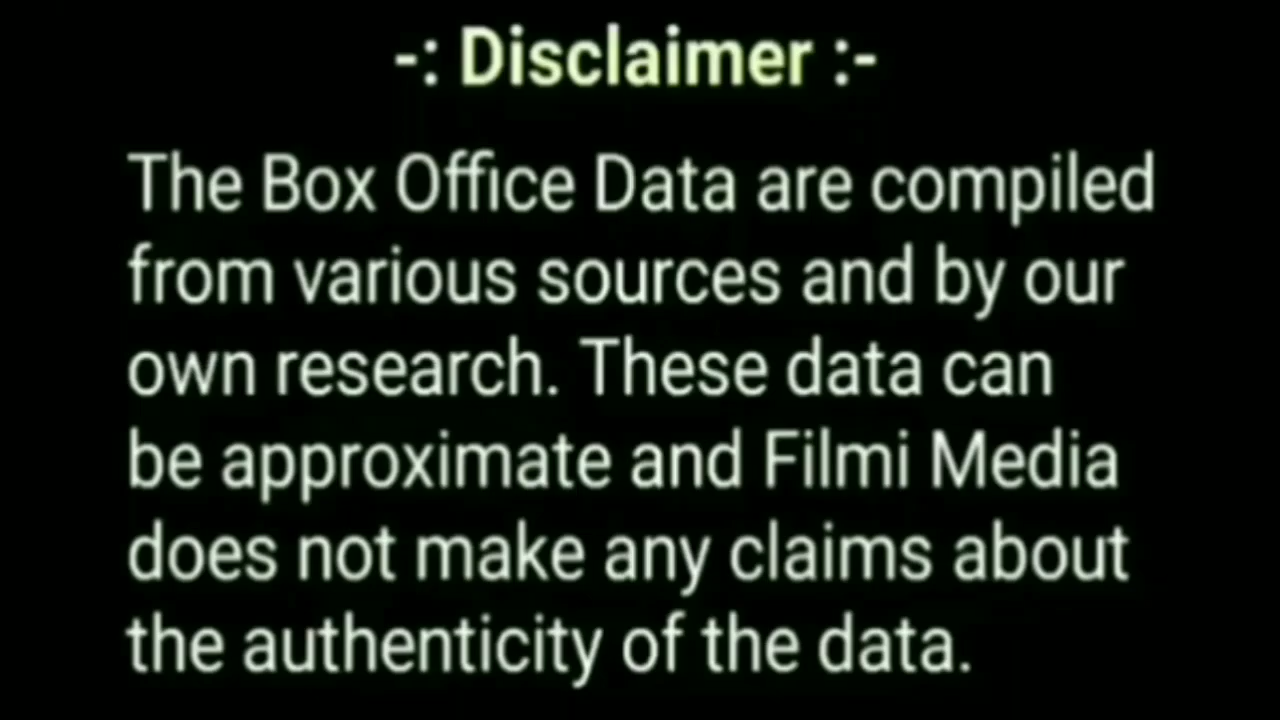 -: Disclaimer :-
The Box Office Data are compiled
from various sources and by our
own research. These data can
be approximate and Filmi Media
does not make any claims about
the authenticity of the data.